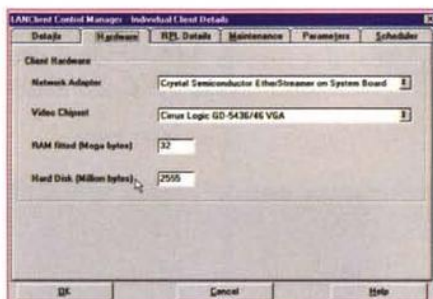 LANClient Control Manager - Individual Client Details
Details Hardware RPL Details Maintenance Parameters Scheduler
Client Hardware
Network Adapter Crystal Semiconductor EtherStreamer on System Board
Video Chipset Cirrus Logic GD-5436/46 VGA
RAM fitted (Mega bytes) 32
Hard Disk (Million bytes) 2555
OK Cancel Help